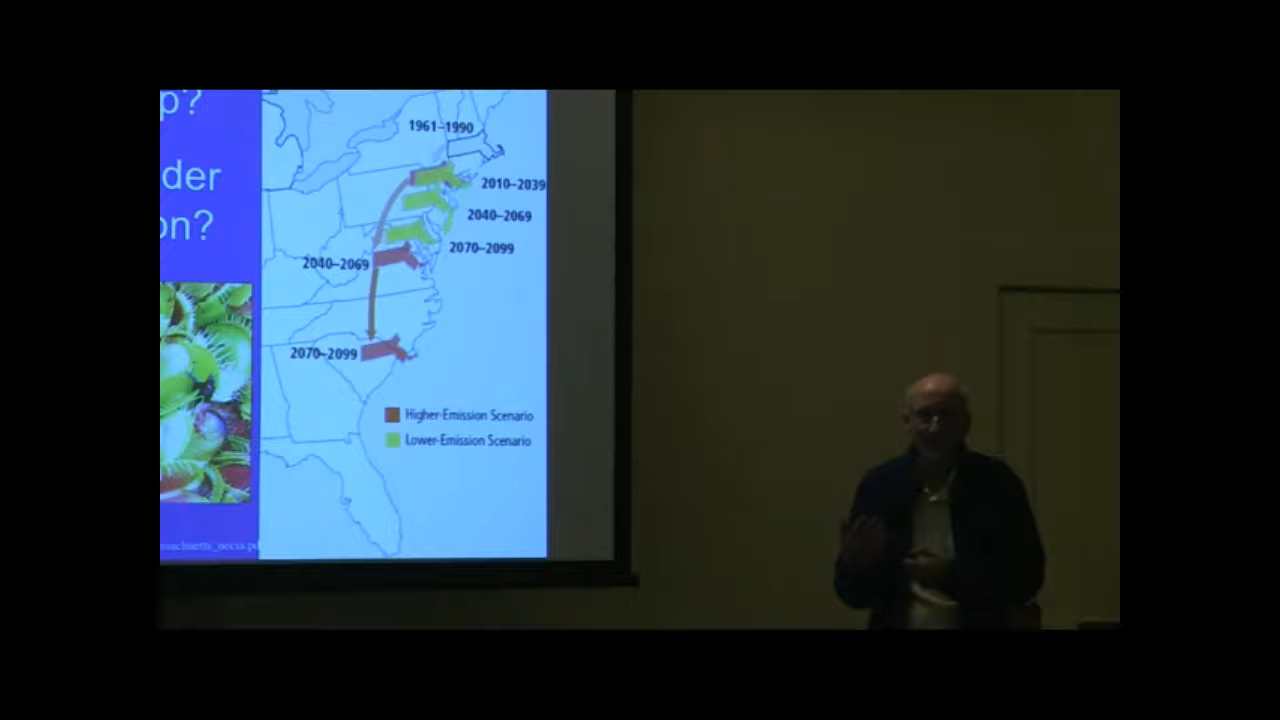 p?
der
on?
1961–1990
2010–2039
2040–2069
2070–2099
2040–2069
2070–2099
Higher-Emission Scenario
Lower-Emission Scenario